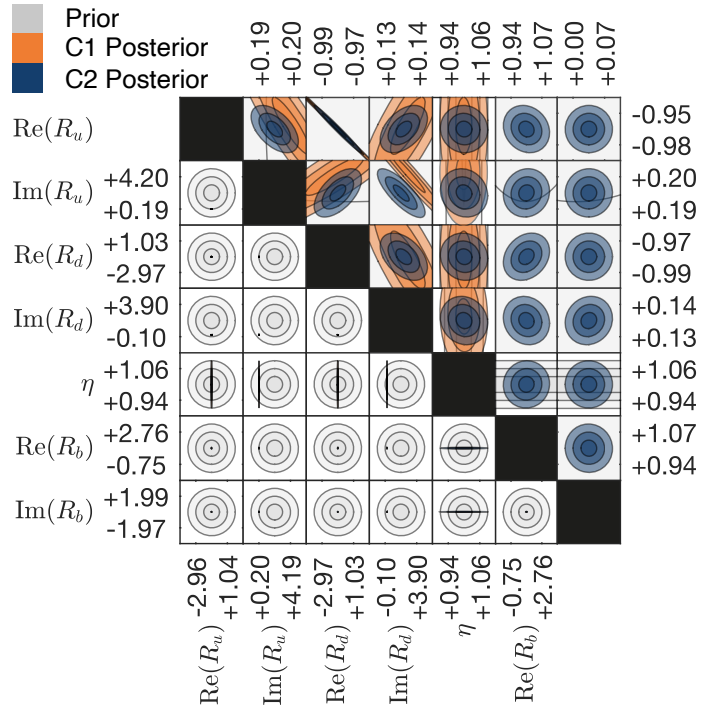 Prior
C1 Posterior
C2 Posterior
+0.19 +0.20 -0.99 -0.97 +0.13 +0.14 +0.94 +1.06 +0.94 +1.07 +0.00 +0.07
Re(R_u) -0.95
-0.98
Im(R_u) +4.20 +0.20
+0.19 +0.19
Re(R_d) +1.03 -0.97
-2.97 -0.99
Im(R_d) +3.90 +0.14
-0.10 +0.13
η +1.06 +1.06
+0.94 +0.94
Re(R_b) +2.76 +1.07
-0.75 +0.94
Im(R_b) +1.99
-1.97
-2.96 +1.04 +0.20 +4.19 -2.97 +1.03 -0.10 +3.90 +0.94 +1.06 -0.75 +2.76
Re(R_u) Im(R_u) Re(R_d) Im(R_d) η Re(R_b)